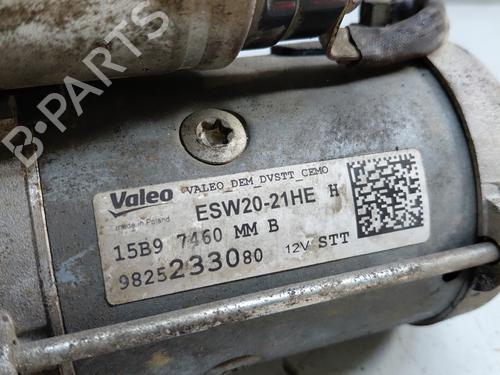 B-PARTS
Valeo VALEO_DEM_DVSTT_CEMO
made in Poland ESW20-21HE H
15B9 7460 MM B
9825233080 12V STT